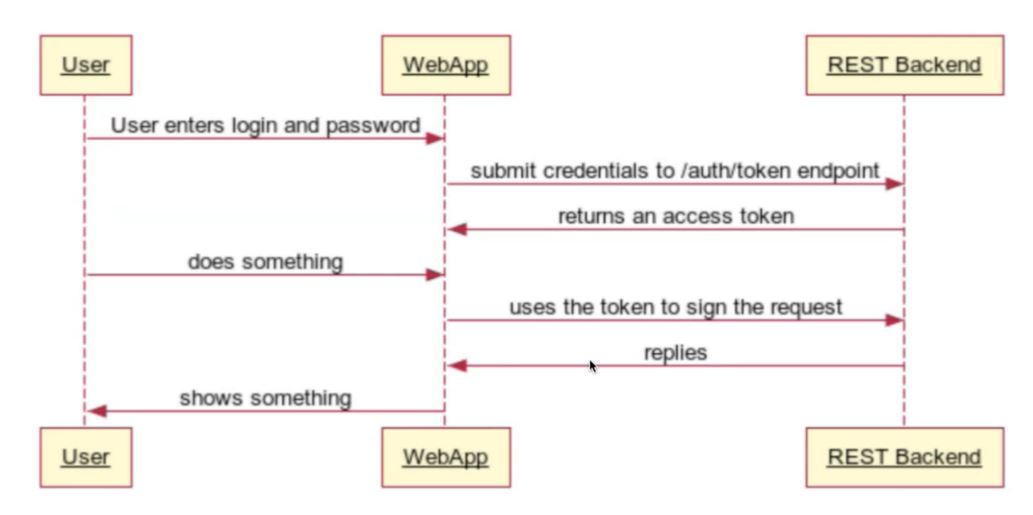 User
WebApp
REST Backend
User enters login and password
submit credentials to /auth/token endpoint
returns an access token
does something
uses the token to sign the request
replies
shows something
User
WebApp
REST Backend